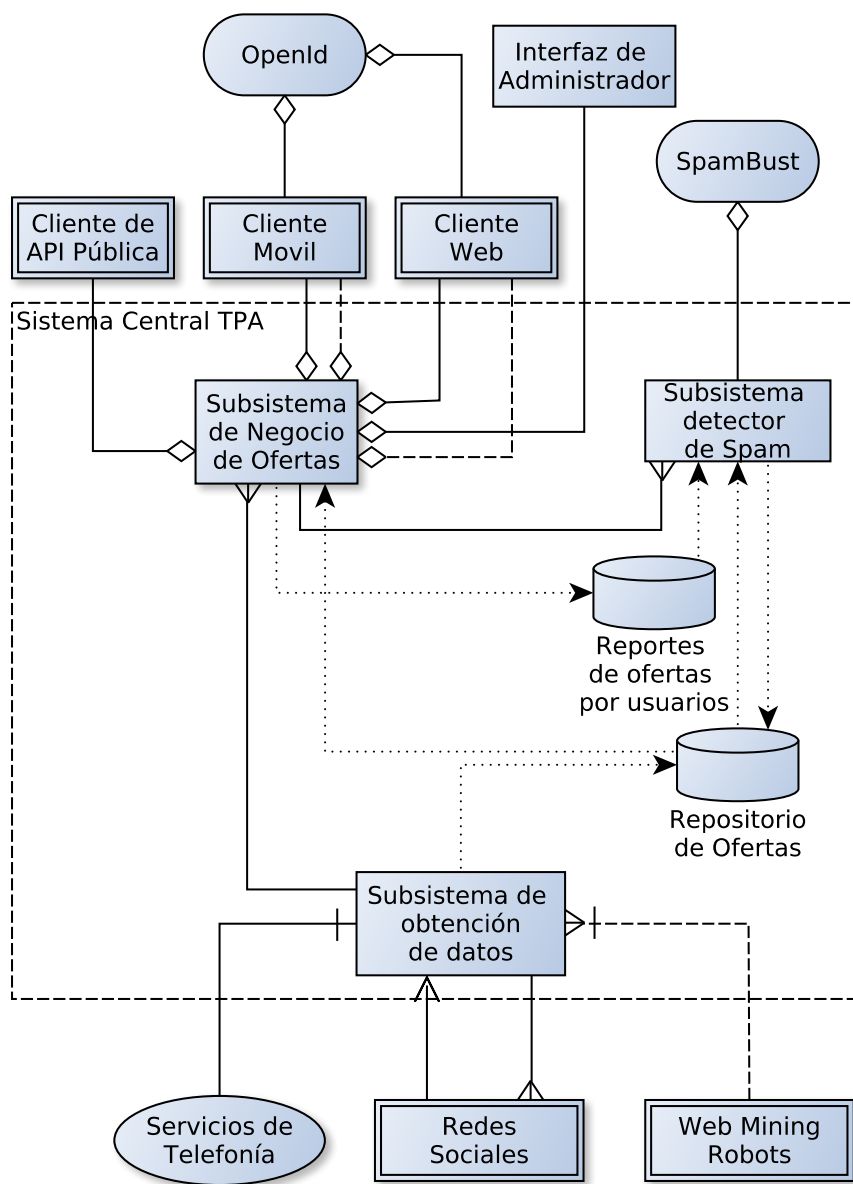 OpenId
Interfaz de
Administrador
SpamBust
Cliente de
API Pública
Cliente
Movil
Cliente
Web
Sistema Central TPA
Subsistema
de Negocio
de Ofertas
Subsistema
detector
de Spam
Reportes
de ofertas
por usuarios
Repositorio
de Ofertas
Subsistema de
obtención
de datos
Servicios de
Telefonía
Redes
Sociales
Web Mining
Robots